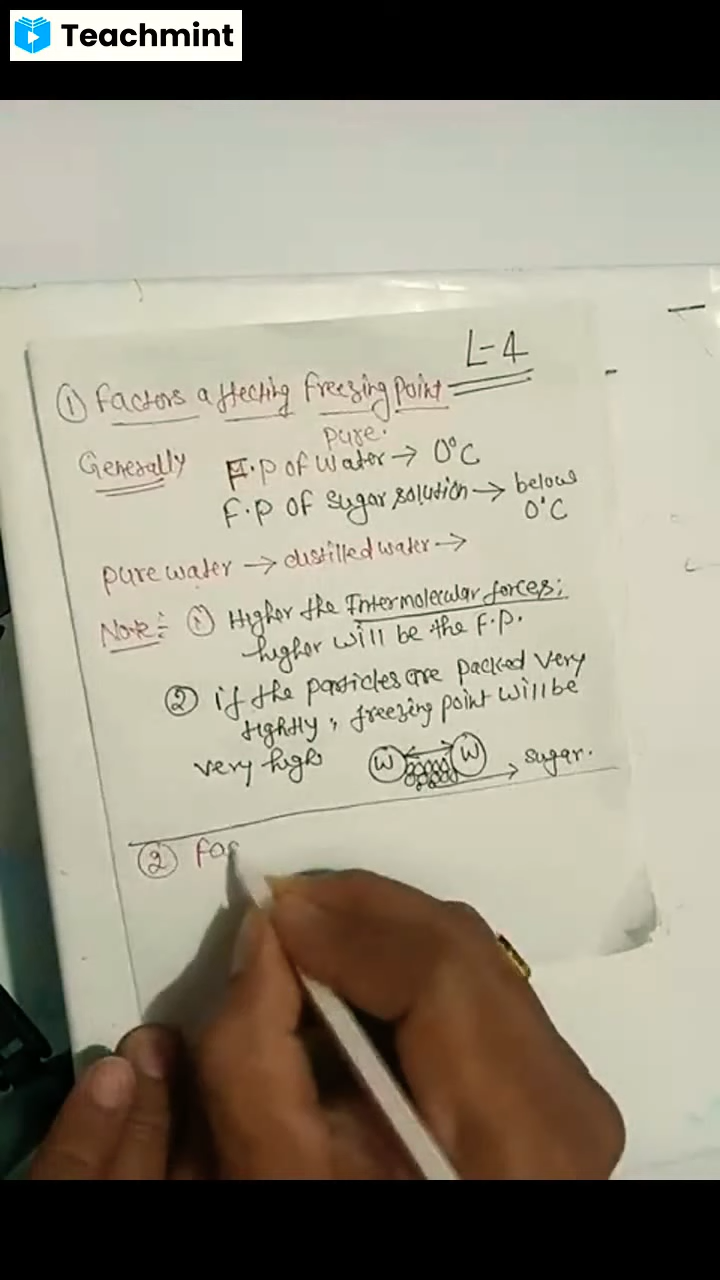 Teachmint
L-4
① Factors affecting Freezing Point
pure.
Generally F.P of Water → 0°C
F.P OF Sugar solution → below
0°C
pure water → distilled water →
Note:- ① Higher the Intermolecular forces;
higher will be the F.P.
② if the particles are packed very
tightly, freezing point will be
very high
W W → sugar.
② Fac